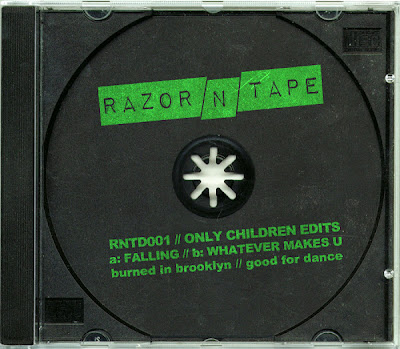 RAZOR N TAPE
RNTD001 // ONLY CHILDREN EDITS
a: FALLING // b: WHATEVER MAKES U
burned in brooklyn // good for dance